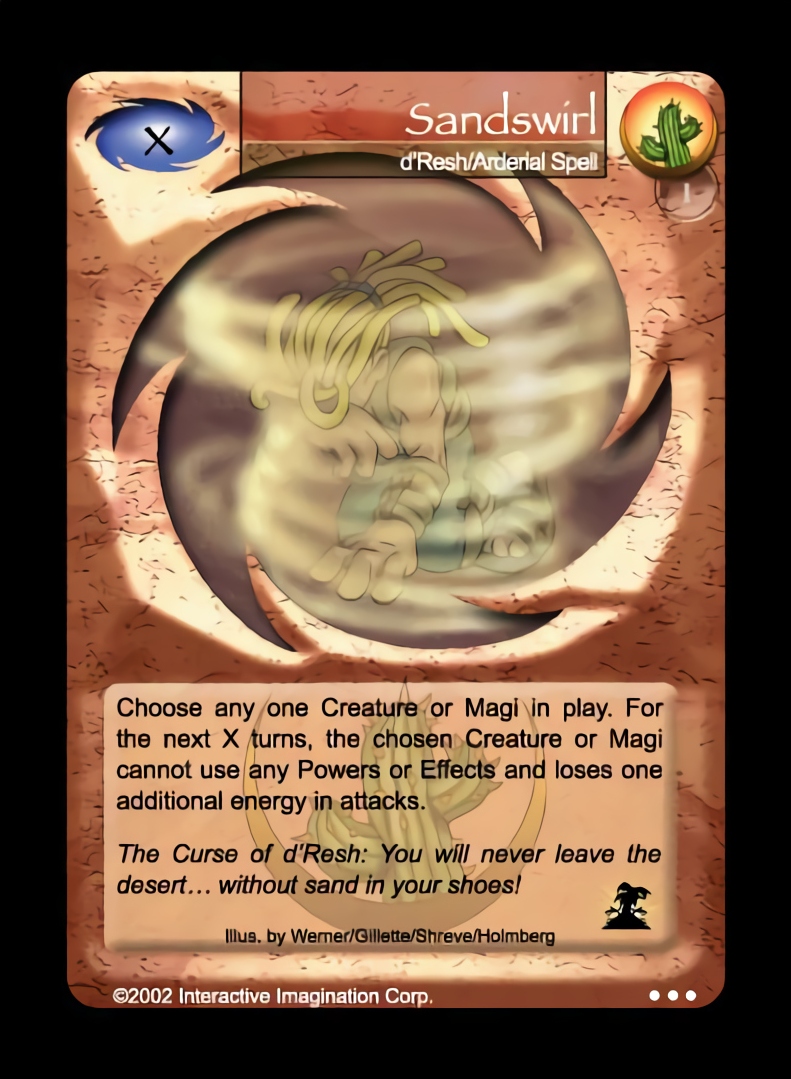 X
Sandswirl
d'Resh/Arderial Spell
1
Choose any one Creature or Magi in play. For
the next X turns, the chosen Creature or Magi
cannot use any Powers or Effects and loses one
additional energy in attacks.
The Curse of d'Resh: You will never leave the
desert... without sand in your shoes!
Illus. by Werner/Gillette/Shreve/Holmberg
©2002 Interactive Imagination Corp.